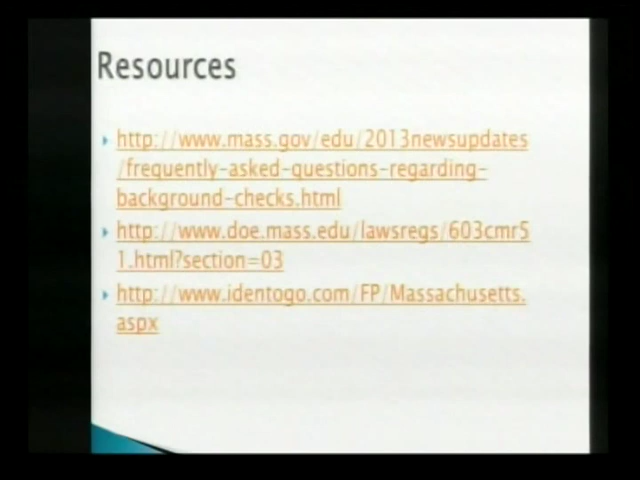 Resources
http://www.mass.gov/edu/2013newsupdates
/frequently-asked-questions-regarding-
background-checks.html
http://www.doe.mass.edu/lawsregs/603cmr5
1.html?section=03
http://www.identogo.com/FP/Massachusetts.
aspx